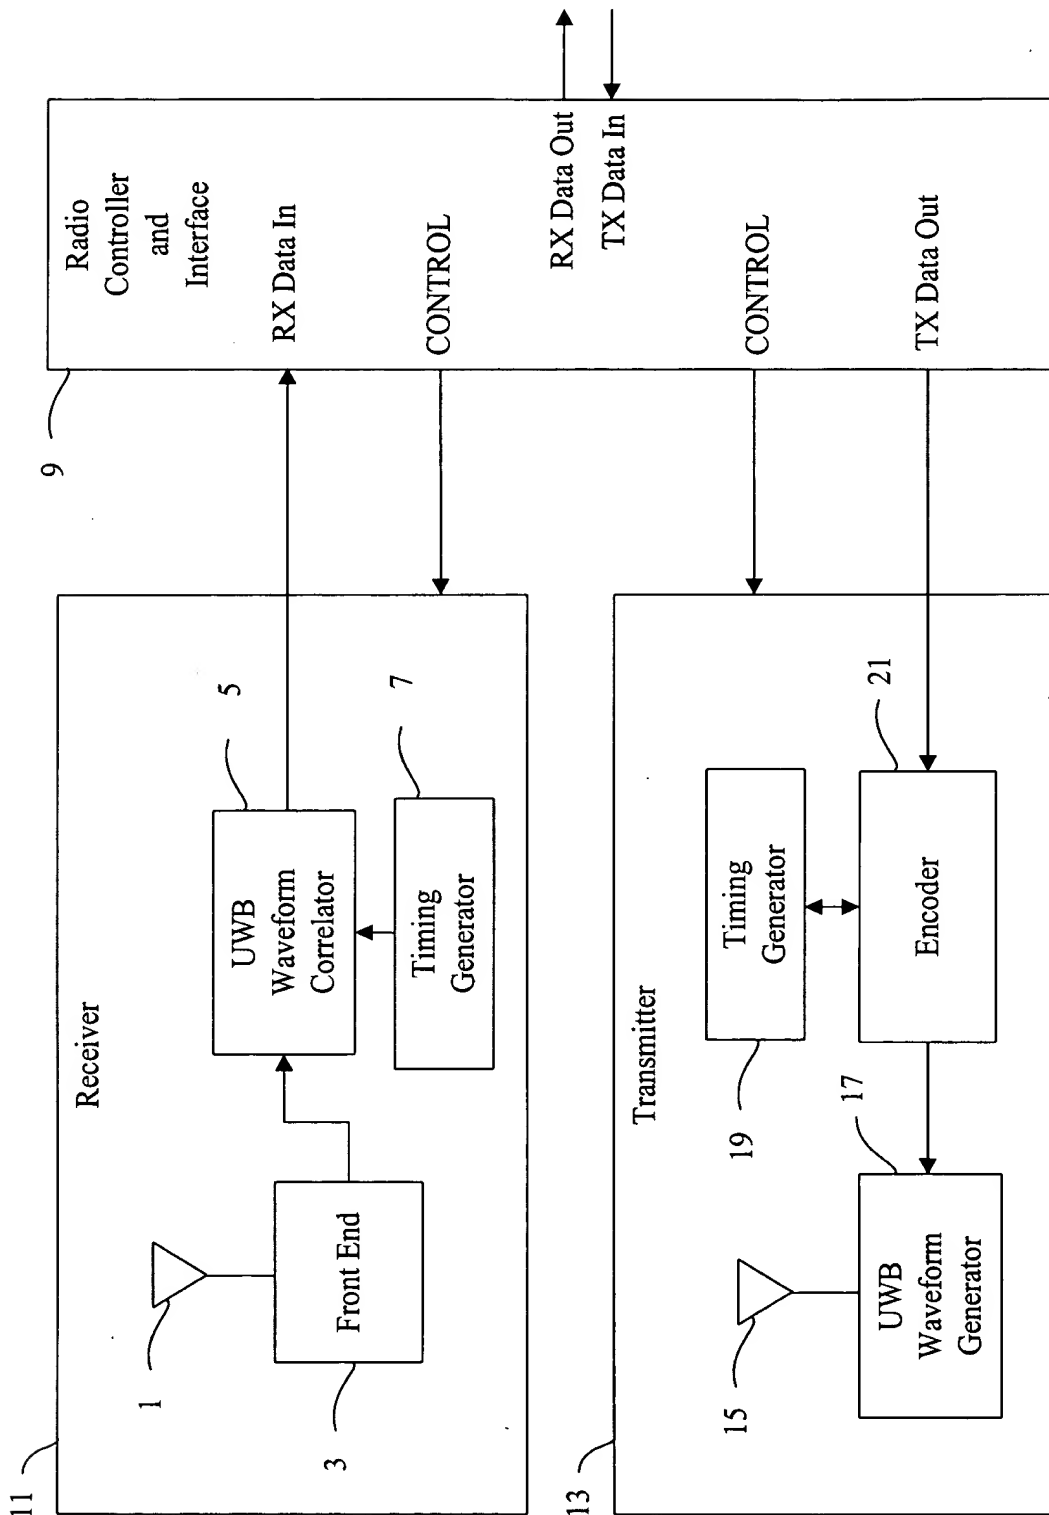 11
Receiver
1
3
Front End
5
UWB
Waveform
Correlator
7
Timing
Generator
9
Radio
Controller
and
Interface
RX Data In
CONTROL
RX Data Out
TX Data In
CONTROL
TX Data Out
13
Transmitter
15
UWB
Waveform
Generator
17
19
Timing
Generator
21
Encoder